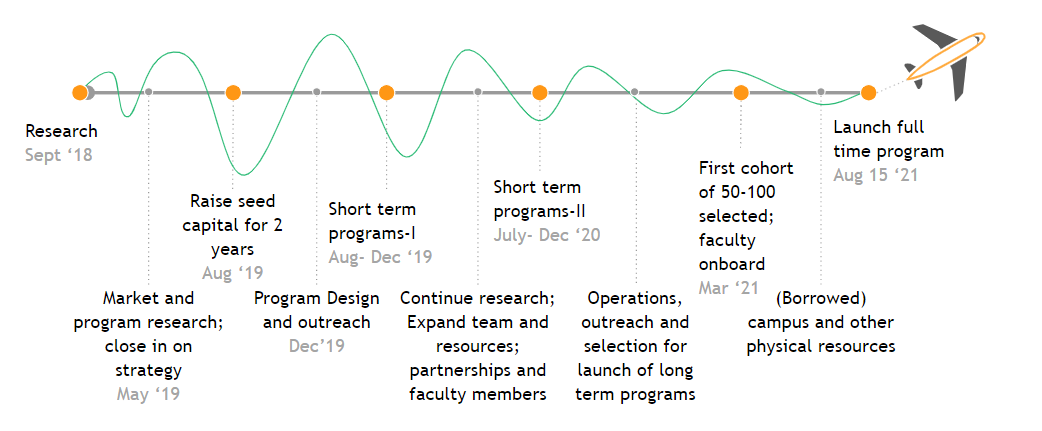 Research
Sept ‘18
Market and
program research;
close in on
strategy
May ‘19
Raise seed
capital for 2
years
Aug ‘19
Program Design
and outreach
Dec’19
Short term
programs-I
Aug- Dec ‘19
Continue research;
Expand team and
resources;
partnerships and
faculty members
Short term
programs-II
July- Dec ‘20
Operations,
outreach and
selection for
launch of long
term programs
First cohort
of 50-100
selected;
faculty
onboard
Mar ‘21
(Borrowed)
campus and other
physical resources
Launch full
time program
Aug 15 ‘21